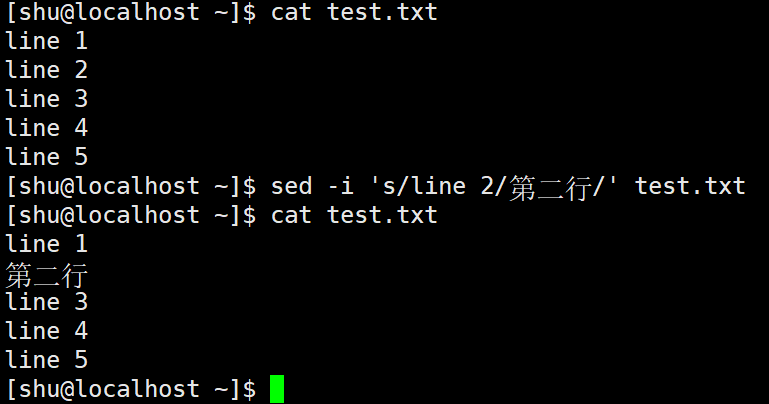 [shu@localhost ~]$ cat test.txt
line 1
line 2
line 3
line 4
line 5
[shu@localhost ~]$ sed -i 's/line 2/第二行/' test.txt
[shu@localhost ~]$ cat test.txt
line 1
第二行
line 3
line 4
line 5
[shu@localhost ~]$